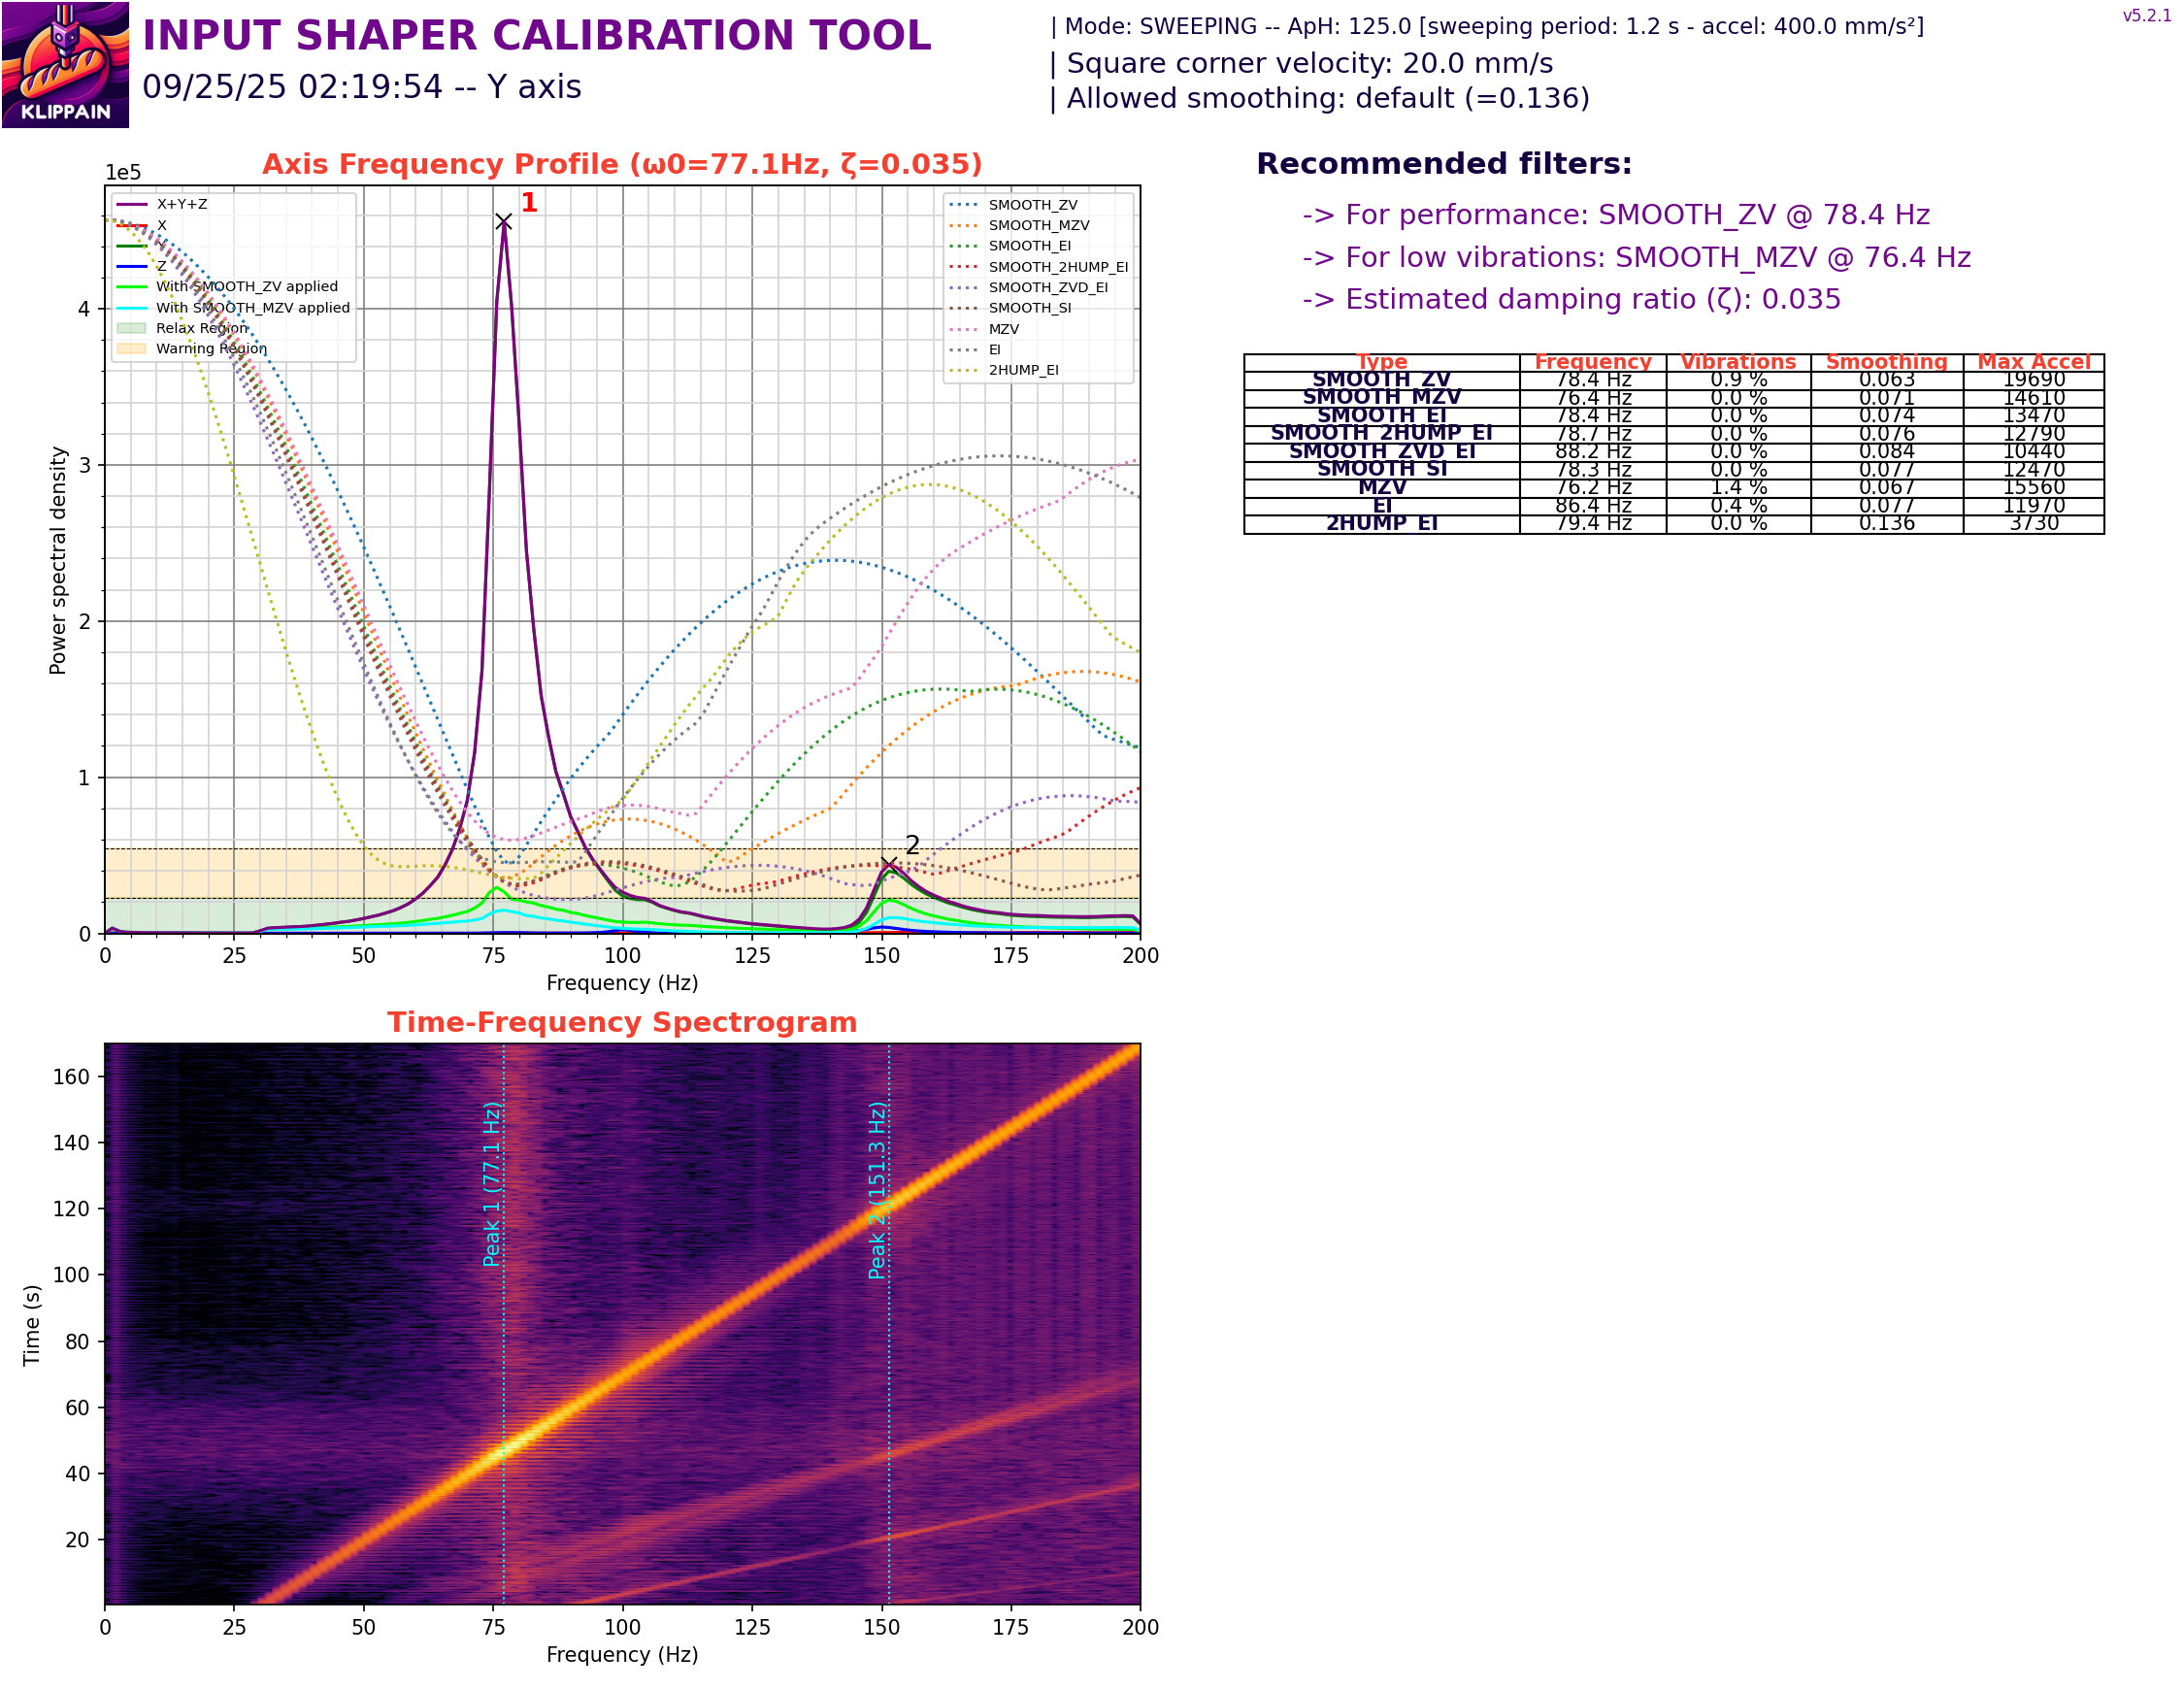 INPUT SHAPER CALIBRATION TOOL
09/25/25 02:19:54 -- Y axis
KLIPPAIN
| Mode: SWEEPING -- ApH: 125.0 [sweeping period: 1.2 s - accel: 400.0 mm/s²]
| Square corner velocity: 20.0 mm/s
| Allowed smoothing: default (=0.136)
v5.2.1
Axis Frequency Profile (ω0=77.1Hz, ζ=0.035)
1e5
X+Y+Z
X
Y
Z
With SMOOTH_ZV applied
With SMOOTH_MZV applied
Relax Region
Warning Region
SMOOTH_ZV
SMOOTH_MZV
SMOOTH_EI
SMOOTH_2HUMP_EI
SMOOTH_ZVD_EI
SMOOTH_SI
MZV
EI
2HUMP_EI
1
2
Power spectral density
4
3
2
1
0
0 25 50 75 100 125 150 175 200
Frequency (Hz)
Recommended filters:
-> For performance: SMOOTH_ZV @ 78.4 Hz
-> For low vibrations: SMOOTH_MZV @ 76.4 Hz
-> Estimated damping ratio (ζ): 0.035
Type Frequency Vibrations Smoothing Max Accel
SMOOTH_ZV 78.4 Hz 0.9 % 0.063 19690
SMOOTH_MZV 76.4 Hz 0.0 % 0.071 14610
SMOOTH_EI 78.4 Hz 0.0 % 0.074 13470
SMOOTH_2HUMP_EI 78.7 Hz 0.0 % 0.076 12790
SMOOTH_ZVD_EI 88.2 Hz 0.0 % 0.084 10440
SMOOTH_SI 78.3 Hz 0.0 % 0.077 12470
MZV 76.2 Hz 1.4 % 0.067 15560
EI 86.4 Hz 0.4 % 0.077 11970
2HUMP_EI 79.4 Hz 0.0 % 0.136 3730
Time-Frequency Spectrogram
Time (s)
160
140
120
100
80
60
40
20
Peak 1 (77.1 Hz)
Peak 2 (151.3 Hz)
0 25 50 75 100 125 150 175 200
Frequency (Hz)